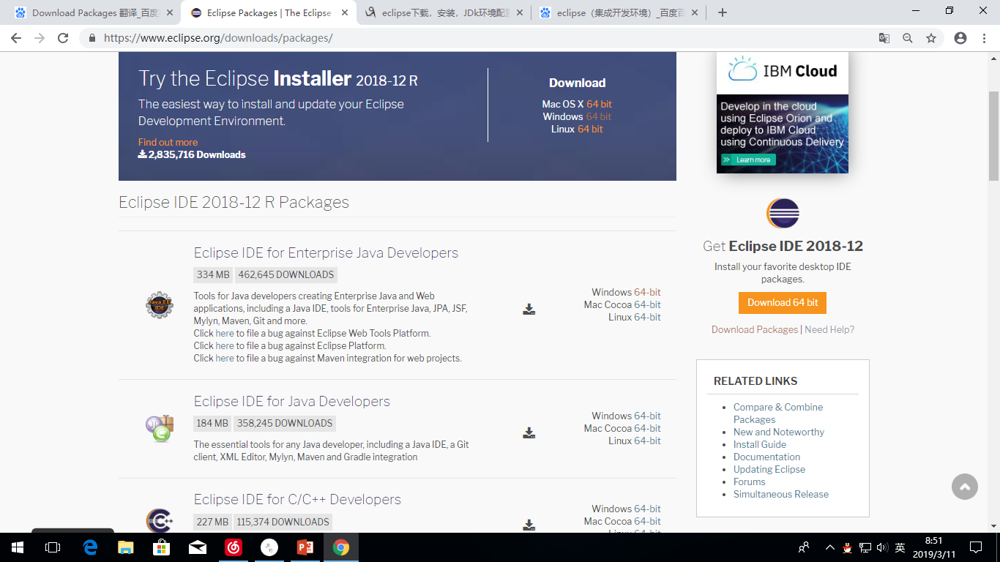 Download Packages 翻译_百度
Eclipse Packages | The Eclipse
eclipse下载，安装，JDk环境配置
eclipse（集成开发环境）_百度百
https://www.eclipse.org/downloads/packages/
Try the Eclipse Installer 2018-12 R
The easiest way to install and update your Eclipse
Development Environment.
Find out more
2,835,716 Downloads
Download
Mac OS X 64 bit
Windows 64 bit
Linux 64 bit
IBM Cloud
Develop in the cloud
using Eclipse Orion and
deploy to IBM Cloud
using Continuous Delivery
Learn more
Eclipse IDE 2018-12 R Packages
Eclipse IDE for Enterprise Java Developers
334 MB 462,645 DOWNLOADS
Java EE
IDE
Tools for Java developers creating Enterprise Java and Web
applications, including a Java IDE, tools for Enterprise Java, JPA, JSF,
Mylyn, Maven, Git and more.
Click here to file a bug against Eclipse Web Tools Platform.
Click here to file a bug against Eclipse Platform.
Click here to file a bug against Maven integration for web projects.
Windows 64-bit
Mac Cocoa 64-bit
Linux 64-bit
Eclipse IDE for Java Developers
184 MB 358,245 DOWNLOADS
The essential tools for any Java developer, including a Java IDE, a Git
client, XML Editor, Mylyn, Maven and Gradle integration
Windows 64-bit
Mac Cocoa 64-bit
Linux 64-bit
Eclipse IDE for C/C++ Developers
227 MB 115,374 DOWNLOADS
C++
Windows 64-bit
Mac Cocoa 64-bit
Linux 64-bit
Get Eclipse IDE 2018-12
Install your favorite desktop IDE
packages.
Download 64 bit
Download Packages | Need Help?
RELATED LINKS
Compare & Combine
Packages
New and Noteworthy
Install Guide
Documentation
Updating Eclipse
Forums
Simultaneous Release
英
8:51
2019/3/11